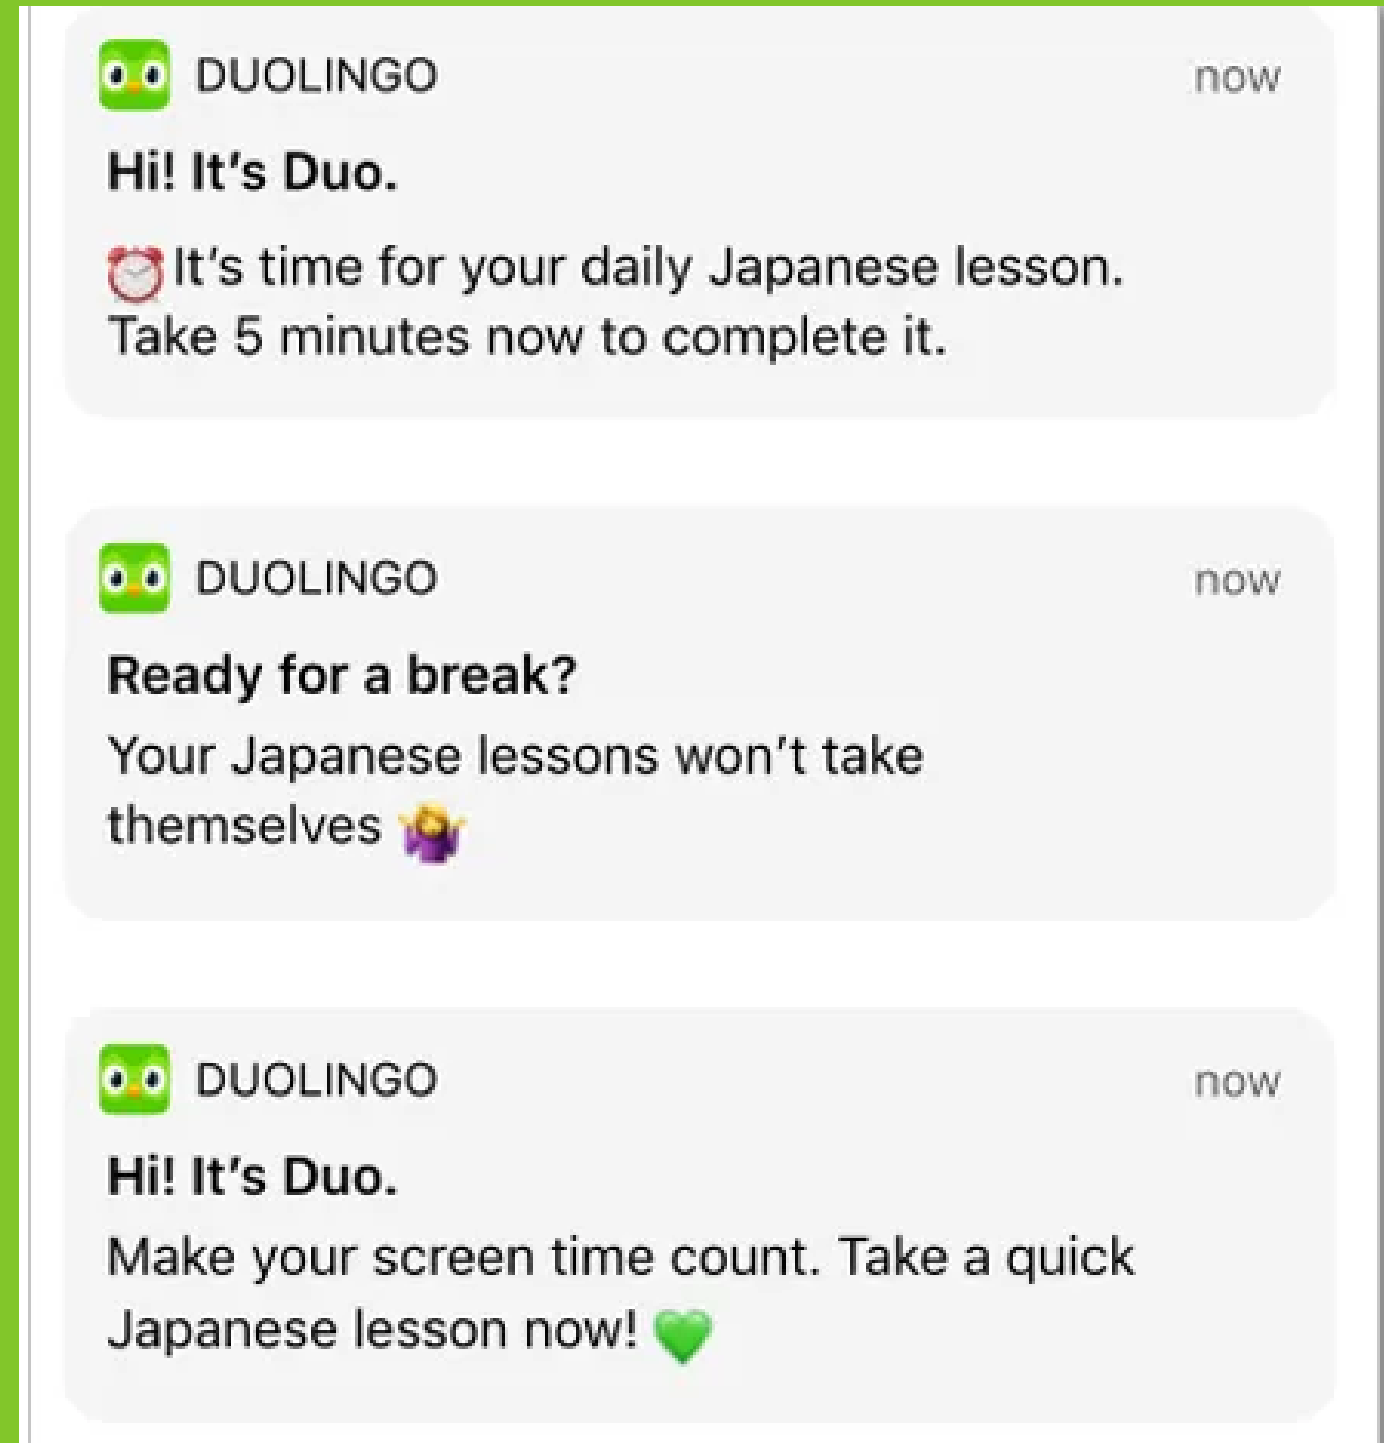 DUOLINGO now
Hi! It’s Duo.
⏰It’s time for your daily Japanese lesson.
Take 5 minutes now to complete it.
DUOLINGO now
Ready for a break?
Your Japanese lessons won’t take
themselves 🤷‍♀️
DUOLINGO now
Hi! It’s Duo.
Make your screen time count. Take a quick
Japanese lesson now! 💚